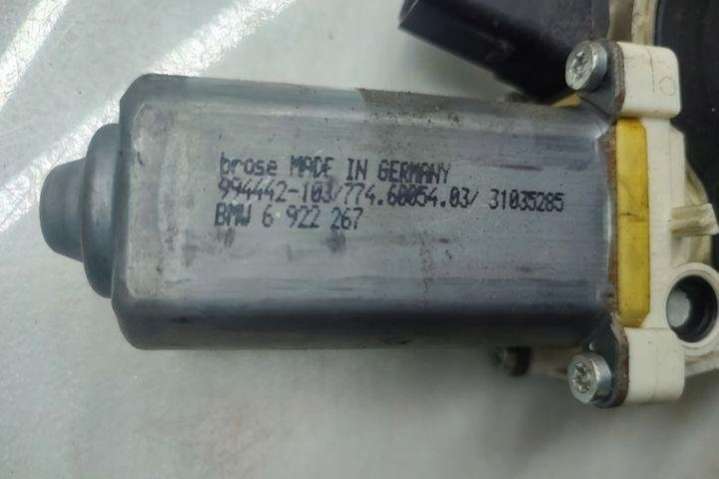 brose MADE IN GERMANY
994442-103/774.60054.03/ 31035285
BMW 6 922 267